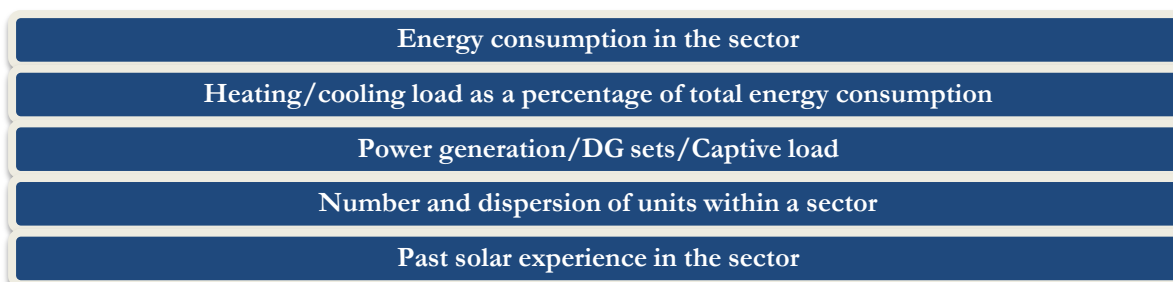 Energy consumption in the sector
Heating/cooling load as a percentage of total energy consumption
Power generation/DG sets/Captive load
Number and dispersion of units within a sector
Past solar experience in the sector